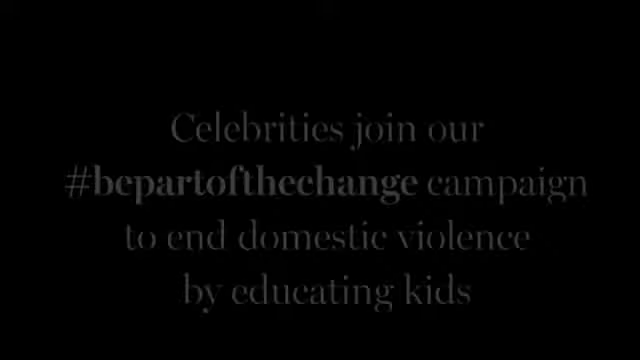 Celebrities join our
#bepartofthechange campaign
to end domestic violence
by educating kids